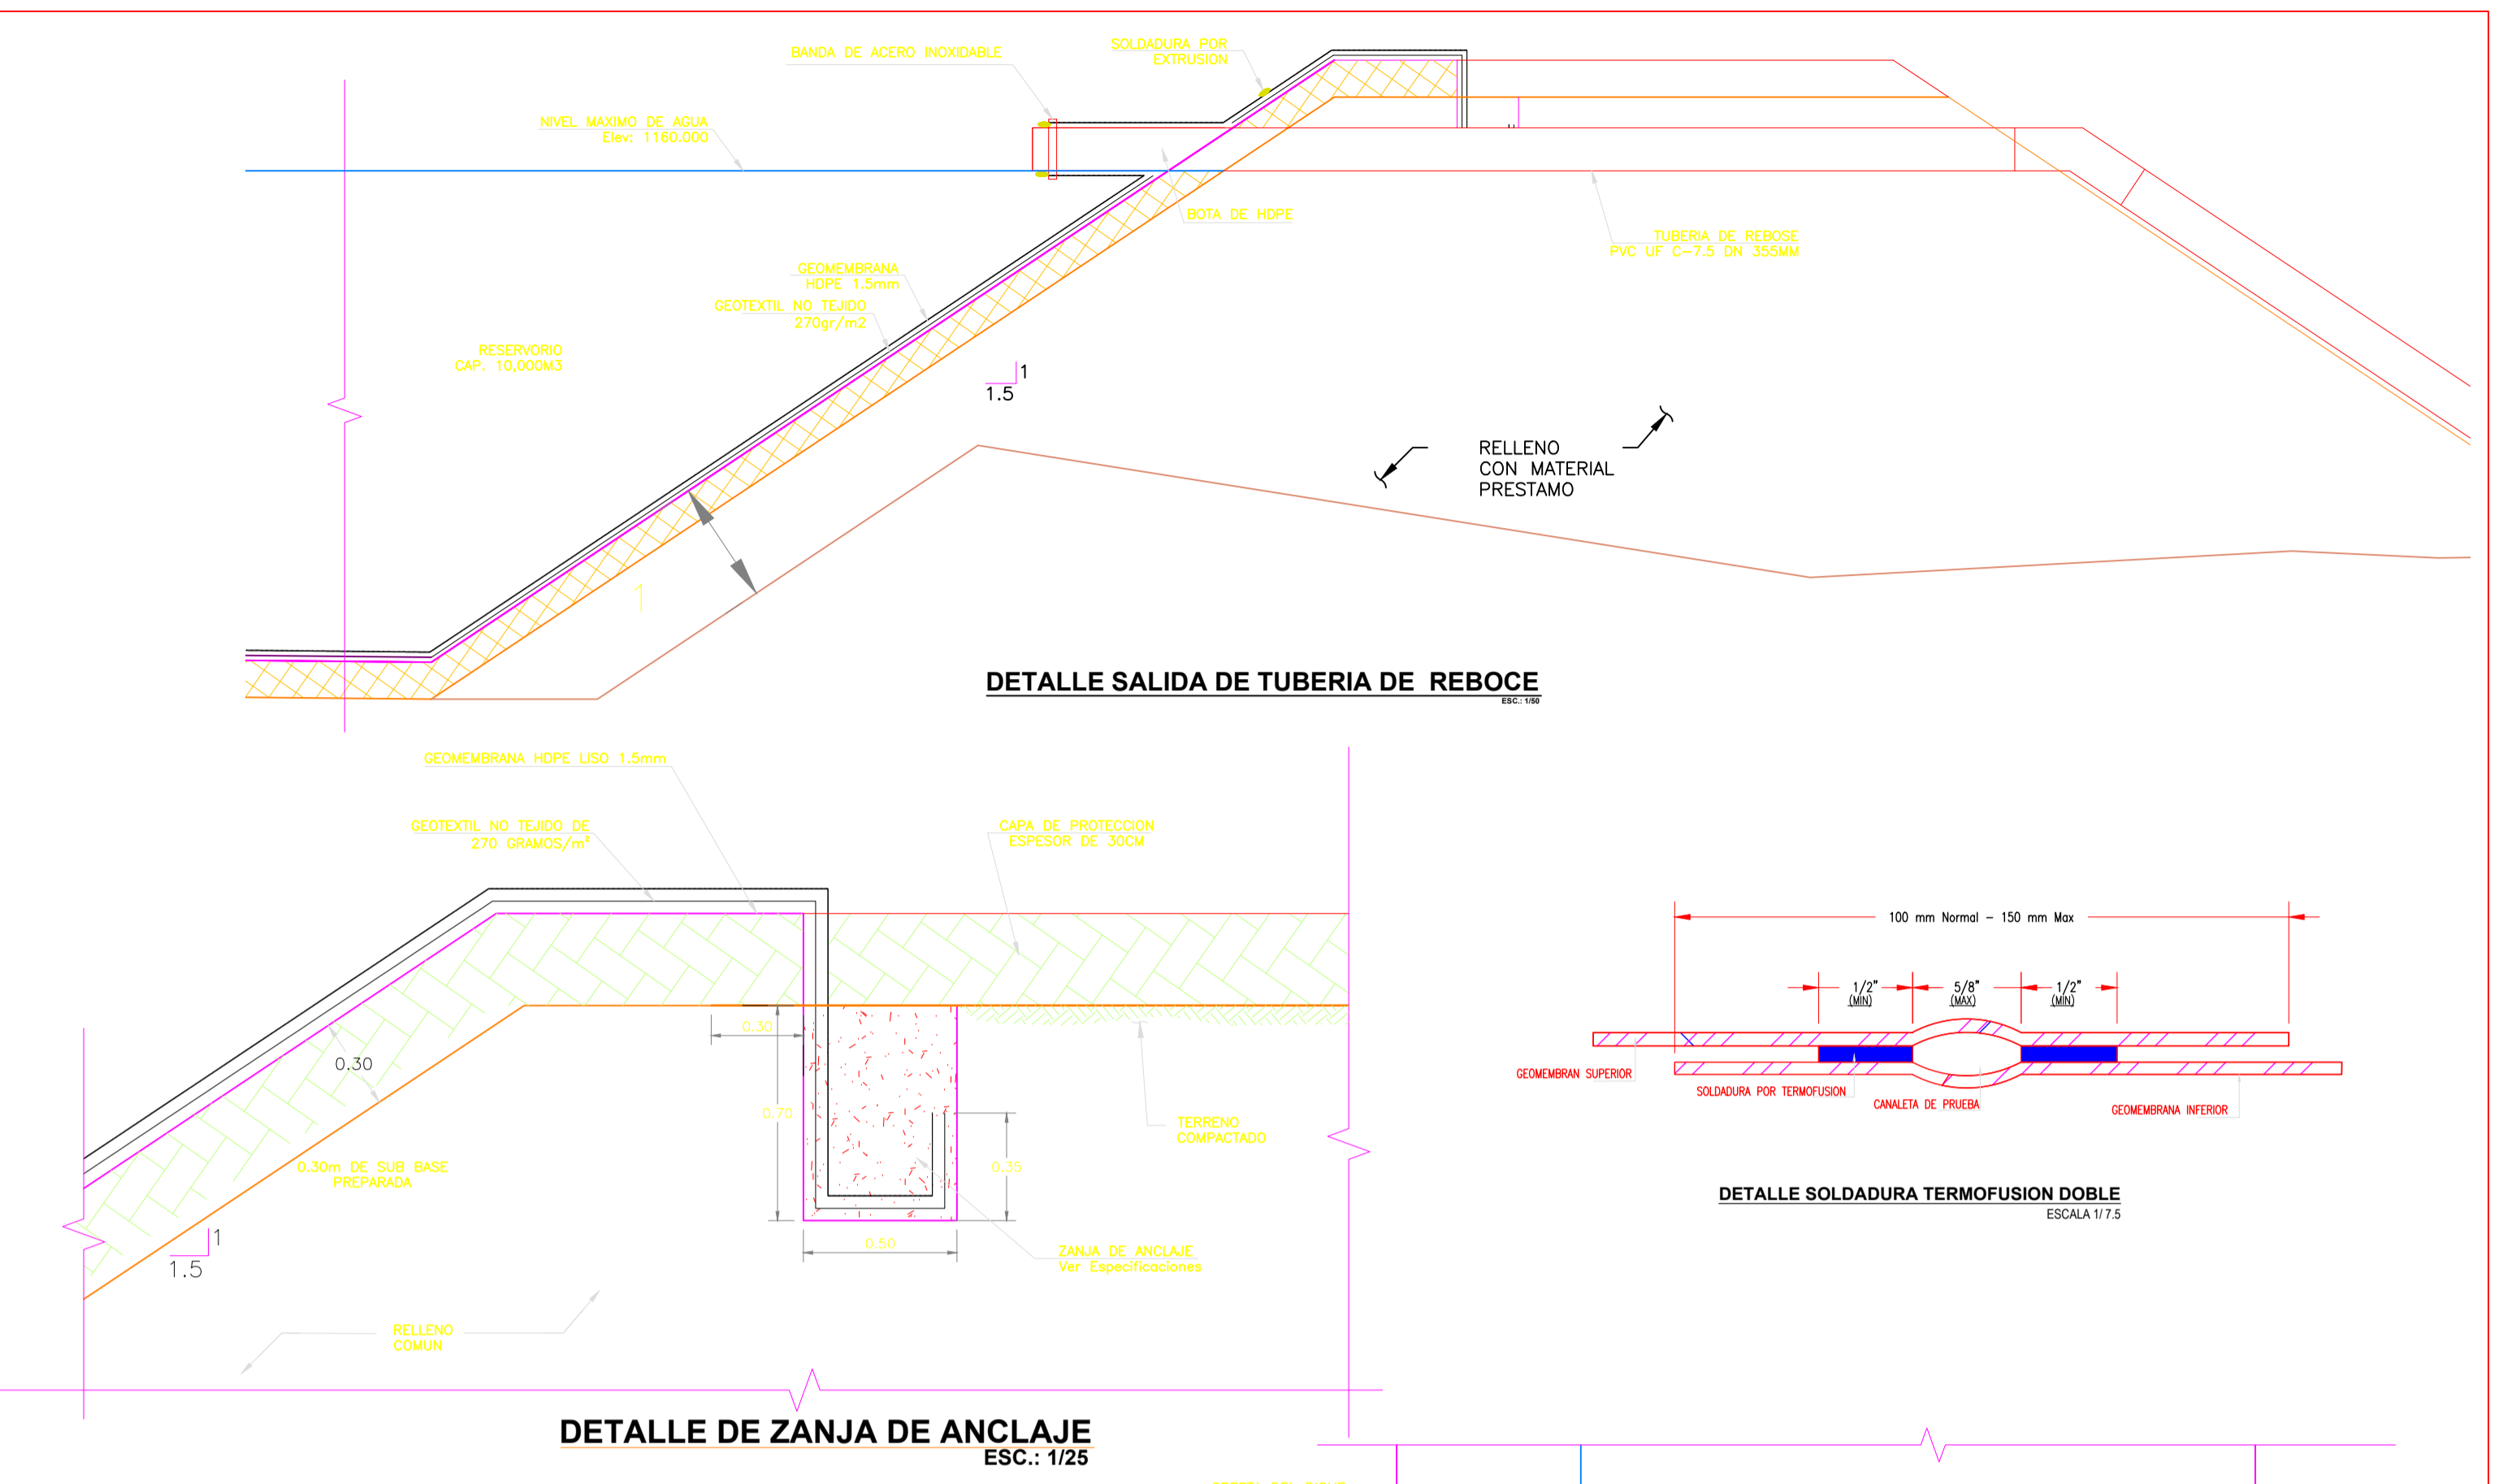 BANDA DE ACERO INOXIDABLE
SOLDADURA POR
EXTRUSION
NIVEL MAXIMO DE AGUA
Elev: 1160.000
BOTA DE HDPE
TUBERIA DE REBOSE
PVC UF C-7.5 DN 355MM
GEOMEMBRANA
HDPE 1.5mm
GEOTEXTIL NO TEJIDO
270gr/m2
RESERVORIO
CAP. 10,000M3
1
1.5
RELLENO
CON MATERIAL
PRESTAMO
1
DETALLE SALIDA DE TUBERIA DE REBOCE
ESC.: 1/50
GEOMEMBRANA HDPE LISO 1.5mm
GEOTEXTIL NO TEJIDO DE
270 GRAMOS/m²
CAPA DE PROTECCION
ESPESOR DE 30CM
0.30
0.30
0.70
0.35
0.50
TERRENO
COMPACTADO
0.30m DE SUB BASE
PREPARADA
1
1.5
ZANJA DE ANCLAJE
Ver Especificaciones
RELLENO
COMUN
DETALLE DE ZANJA DE ANCLAJE
ESC.: 1/25
100 mm Normal - 150 mm Max
1/2"
(MIN)
5/8"
(MAX)
1/2"
(MIN)
GEOMEMBRAN SUPERIOR
SOLDADURA POR TERMOFUSION
CANALETA DE PRUEBA
GEOMEMBRANA INFERIOR
DETALLE SOLDADURA TERMOFUSION DOBLE
ESCALA 1/ 7.5